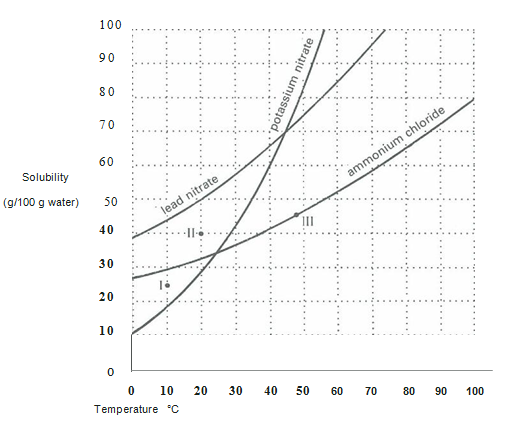 100
90
80
70
60
50
40
30
20
10
0
Solubility
(g/100 g water)
potassium nitrate
lead nitrate
ammonium chloride
I
II
III
0 10 20 30 40 50 60 70 80 90 100
Temperature °C